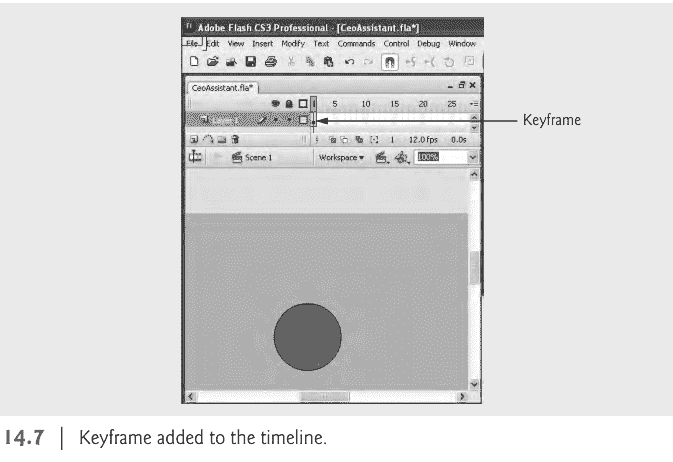 Adobe Flash CS3 Professional - [CeoAssistant.fla*]
File Edit View Insert Modify Text Commands Control Debug Window
CeoAssistant.fla*
5 10 15 20 25
Keyframe
1 12.0 fps 0.0s
Scene 1 Workspace 100%
14.7 | Keyframe added to the timeline.